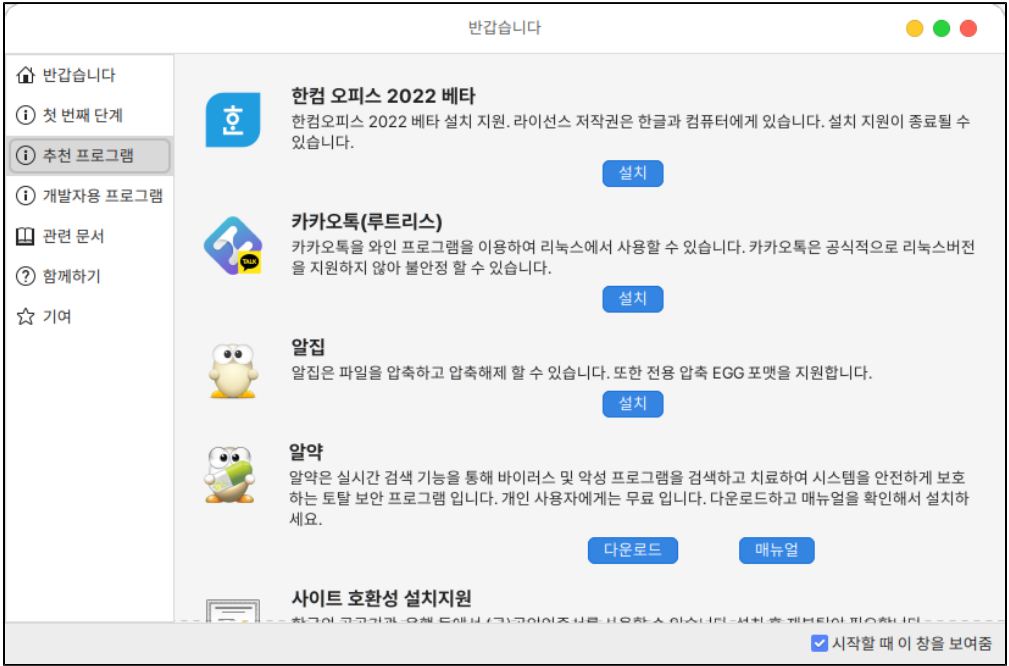 반갑습니다
반갑습니다
첫 번째 단계
추천 프로그램
개발자용 프로그램
관련 문서
함께하기
기여
한컴 오피스 2022 베타
한컴오피스 2022 베타 설치 지원. 라이선스 저작권은 한글과 컴퓨터에게 있습니다. 설치 지원이 종료될 수
있습니다.
설치
TALK
카카오톡(루트리스)
카카오톡을 와인 프로그램을 이용하여 리눅스에서 사용할 수 있습니다. 카카오톡은 공식적으로 리눅스버전
을 지원하지 않아 불안정 할 수 있습니다.
설치
알집
알집은 파일을 압축하고 압축해제 할 수 있습니다. 또한 전용 압축 EGG 포맷을 지원합니다.
설치
알약
알약은 실시간 검색 기능을 통해 바이러스 및 악성 프로그램을 검색하고 치료하여 시스템을 안전하게 보호
하는 토탈 보안 프로그램 입니다. 개인 사용자에게는 무료 입니다. 다운로드하고 매뉴얼을 확인해서 설치하
세요.
다운로드
매뉴얼
사이트 호환성 설치지원
시작할 때 이 창을 보여줌